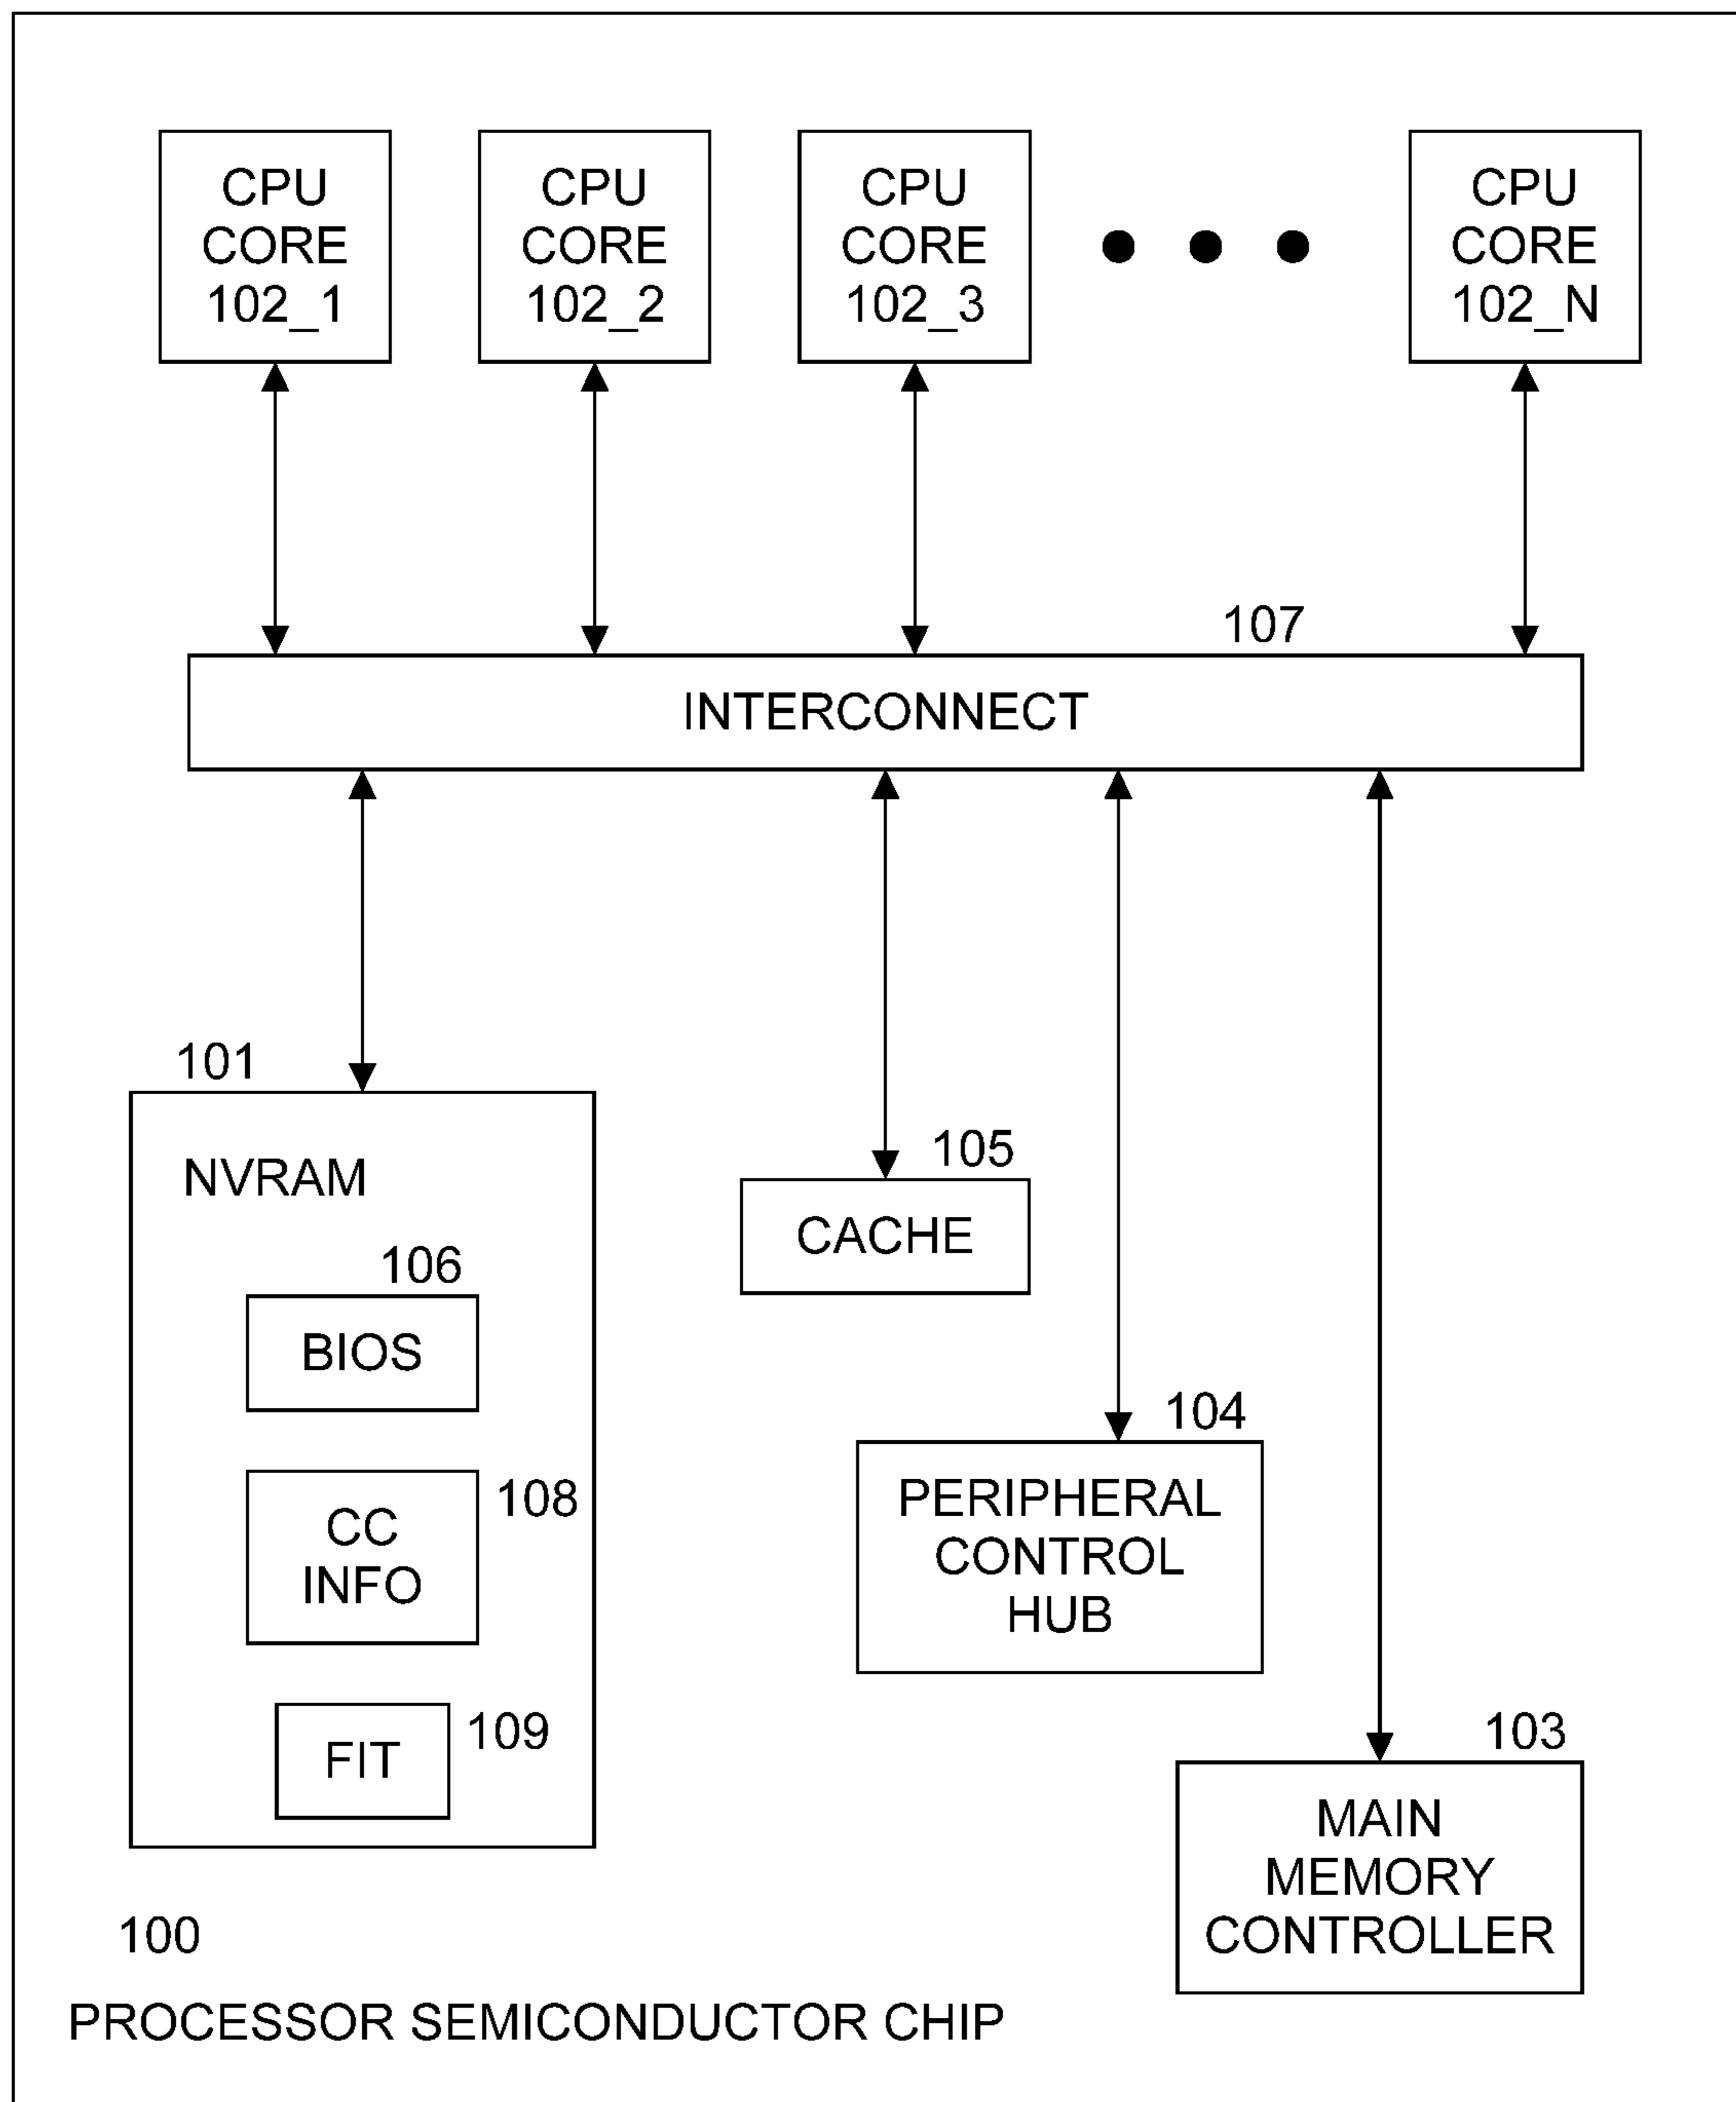 CPU
CORE
102_1
CPU
CORE
102_2
CPU
CORE
102_3
CPU
CORE
102_N
107
INTERCONNECT
101
NVRAM
106
BIOS
108
CC
INFO
109
FIT
105
CACHE
104
PERIPHERAL
CONTROL
HUB
103
MAIN
MEMORY
CONTROLLER
100
PROCESSOR SEMICONDUCTOR CHIP